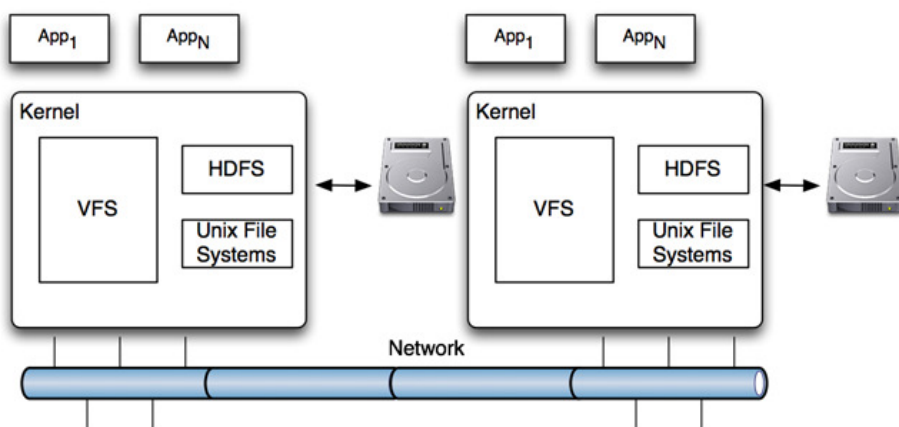 App1
AppN
App1
AppN
Kernel
VFS
HDFS
Unix File
Systems
Kernel
VFS
HDFS
Unix File
Systems
Network